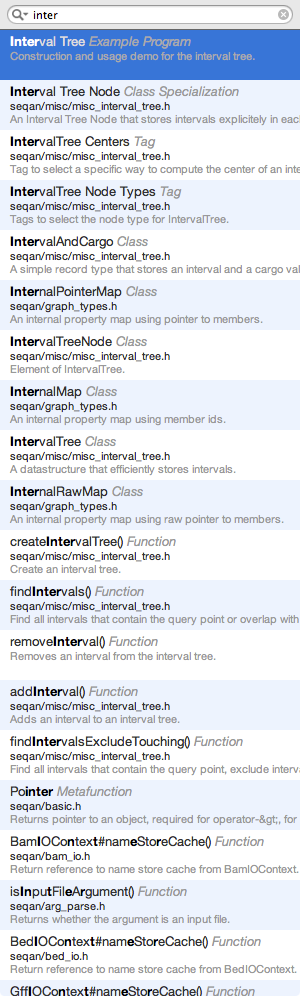 inter
Interval Tree Example Program
Construction and usage demo for the interval tree.
Interval Tree Node Class Specialization
seqan/misc/misc_interval_tree.h
An Interval Tree Node that stores intervals explicitely in eac
IntervalTree Centers Tag
seqan/misc/misc_interval_tree.h
Tag to select a specific way to compute the center of an inte
IntervalTree Node Types Tag
seqan/misc/misc_interval_tree.h
Tags to select the node type for IntervalTree.
IntervalAndCargo Class
seqan/misc/misc_interval_tree.h
A simple record type that stores an interval and a cargo val
InternalPointerMap Class
seqan/graph_types.h
An internal property map using pointer to members.
IntervalTreeNode Class
seqan/misc/misc_interval_tree.h
Element of IntervalTree.
InternalMap Class
seqan/graph_types.h
An internal property map using member ids.
IntervalTree Class
seqan/misc/misc_interval_tree.h
A datastructure that efficiently stores intervals.
InternalRawMap Class
seqan/graph_types.h
An internal property map using raw pointer to members.
createIntervalTree() Function
seqan/misc/misc_interval_tree.h
Create an interval tree.
findIntervals() Function
seqan/misc/misc_interval_tree.h
Find all intervals that contain the query point or overlap with
removeInterval() Function
Removes an interval from the interval tree.
addInterval() Function
seqan/misc/misc_interval_tree.h
Adds an interval to an interval tree.
findIntervalsExcludeTouching() Function
seqan/misc/misc_interval_tree.h
Find all intervals that contain the query point, exclude interv
Pointer Metafunction
seqan/basic.h
Returns pointer to an object, required for operator-&gt;, for
BamIOContext#nameStoreCache() Function
seqan/bam_io.h
Return reference to name store cache from BamIOContext.
isInputFileArgument() Function
seqan/arg_parse.h
Returns whether the argument is an input file.
BedIOContext#nameStoreCache() Function
seqan/bed_io.h
Return reference to name store cache from BedIOContext.
GffIOContext#nameStoreCache() Function